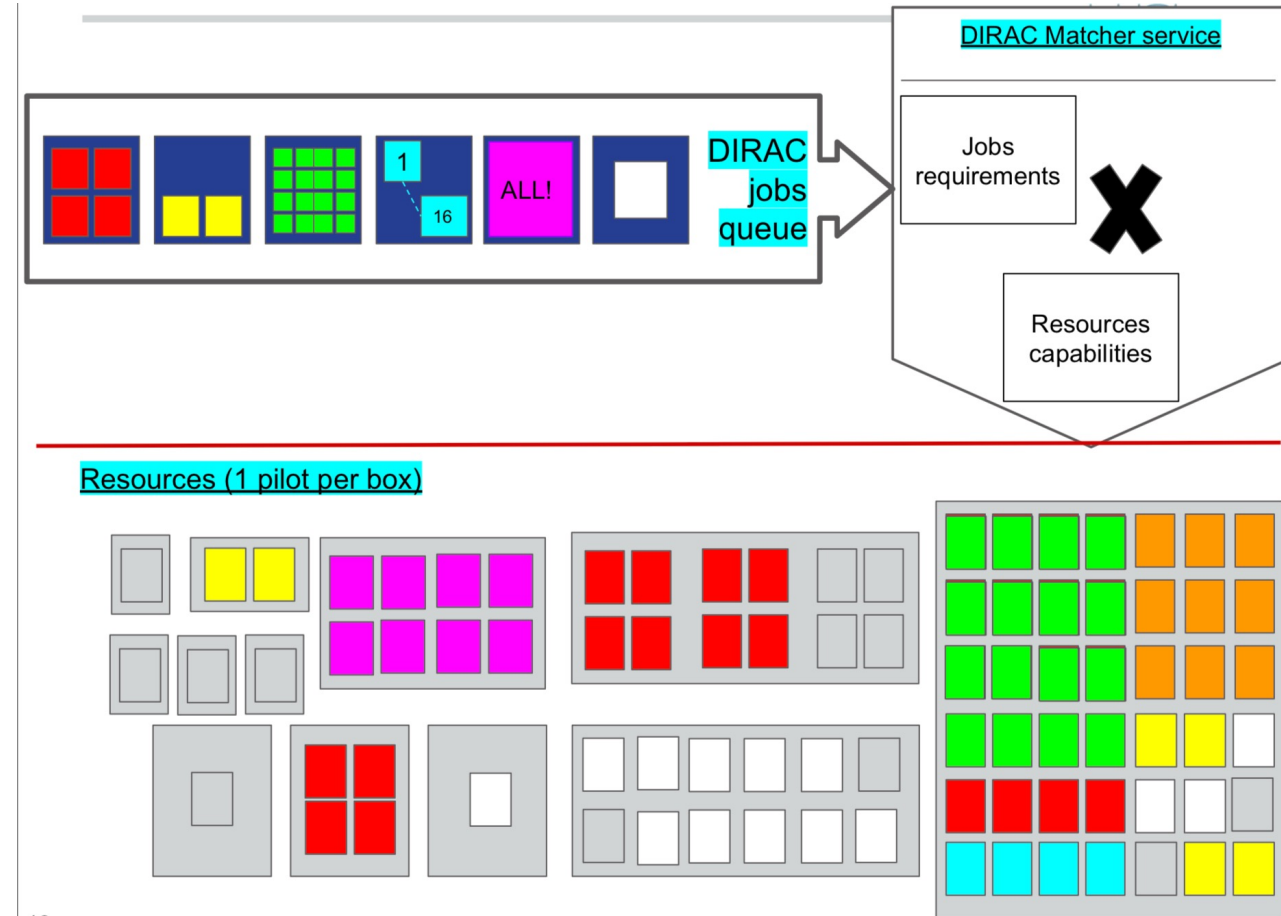 DIRAC Matcher service
1
16
ALL!
DIRAC
jobs
queue
Jobs
requirements
Resources
capabilities
Resources (1 pilot per box)